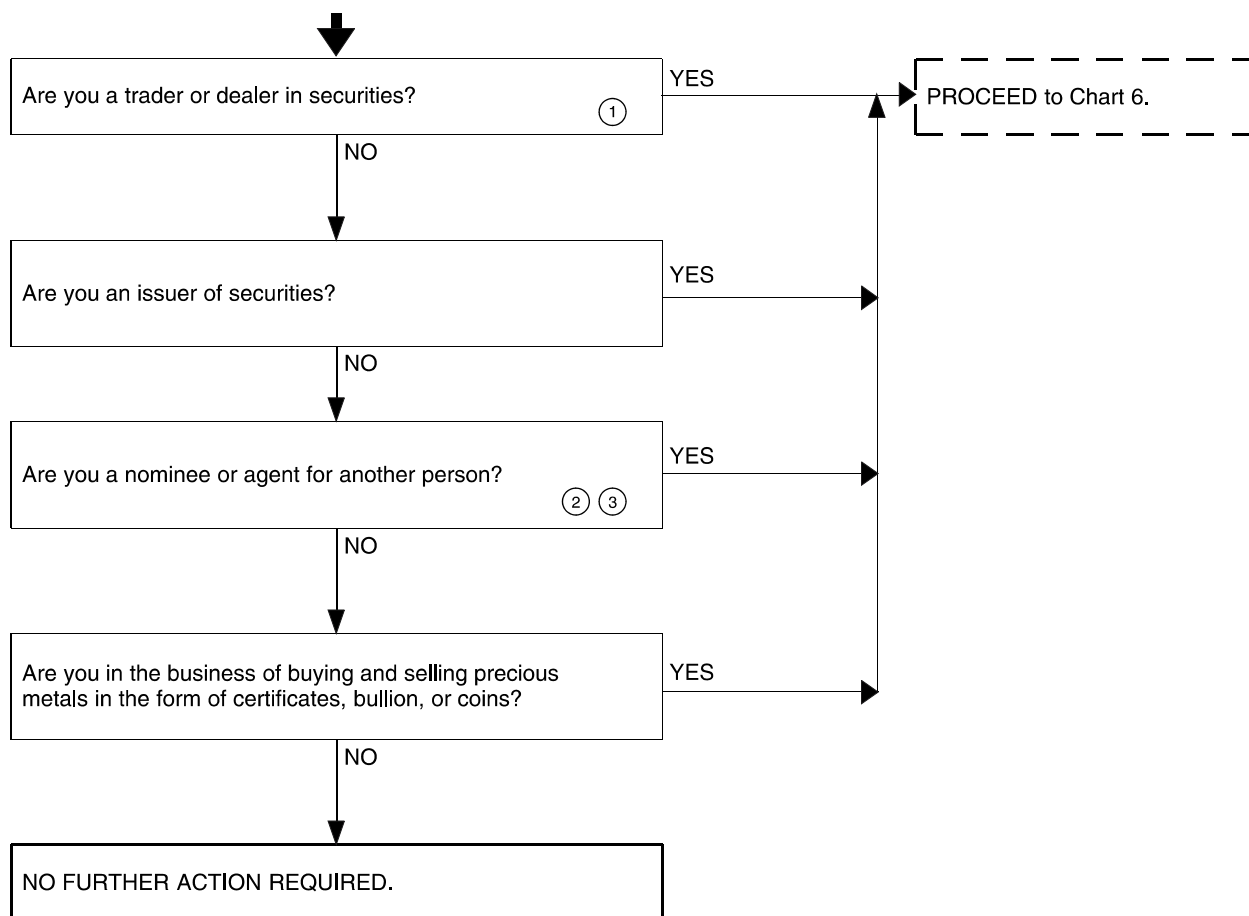 Are you a trader or dealer in securities?
1
YES
PROCEED to Chart 6.
NO
Are you an issuer of securities?
YES
NO
Are you a nominee or agent for another person?
2 3
YES
NO
Are you in the business of buying and selling precious
metals in the form of certificates, bullion, or coins?
YES
NO
NO FURTHER ACTION REQUIRED.